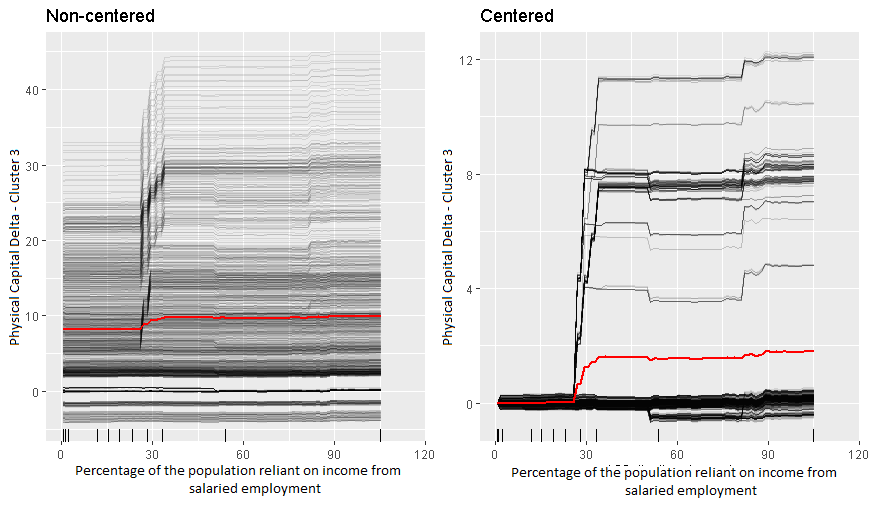 Non-centered
Physical Capital Delta - Cluster 3
40
30
20
10
0
0
30
60
90
120
Percentage of the population reliant on income from
salaried employment
Centered
Physical Capital Delta - Cluster 3
12
8
4
0
0
30
60
90
120
Percentage of the population reliant on income from
salaried employment